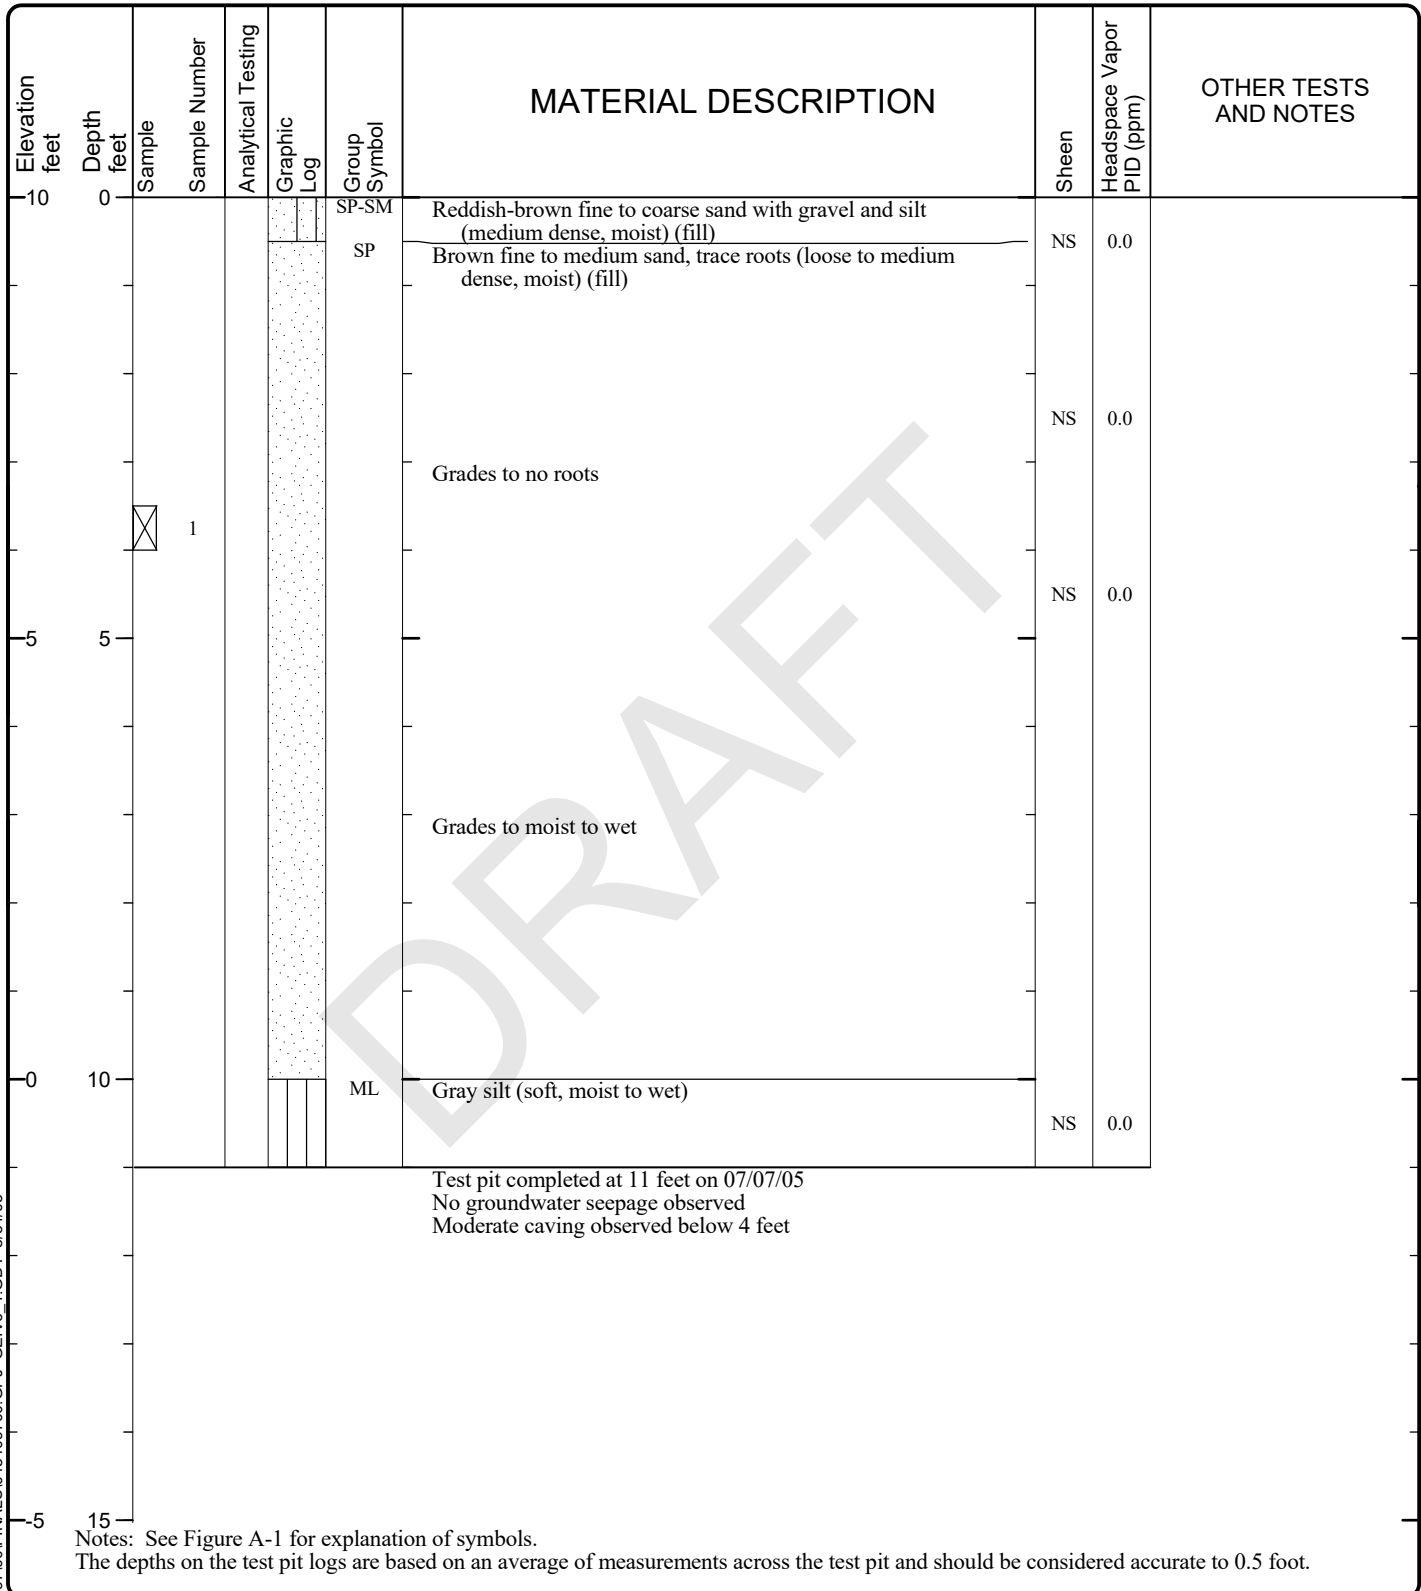 Elevation
feet
Depth
feet
Sample
Sample Number
Analytical Testing
Graphic
Log
Group
Symbol
MATERIAL DESCRIPTION
Sheen
Headspace Vapor
PID (ppm)
OTHER TESTS
AND NOTES
10 0
SP-SM Reddish-brown fine to coarse sand with gravel and silt
(medium dense, moist) (fill)
NS 0.0
SP Brown fine to medium sand, trace roots (loose to medium
dense, moist) (fill)
NS 0.0
Grades to no roots
1
NS 0.0
5 5
Grades to moist to wet
0 10
ML Gray silt (soft, moist to wet)
NS 0.0
Test pit completed at 11 feet on 07/07/05
No groundwater seepage observed
Moderate caving observed below 4 feet
-5 15
Notes: See Figure A-1 for explanation of symbols.
The depths on the test pit logs are based on an average of measurements across the test pit and should be considered accurate to 0.5 foot.
DRAFT